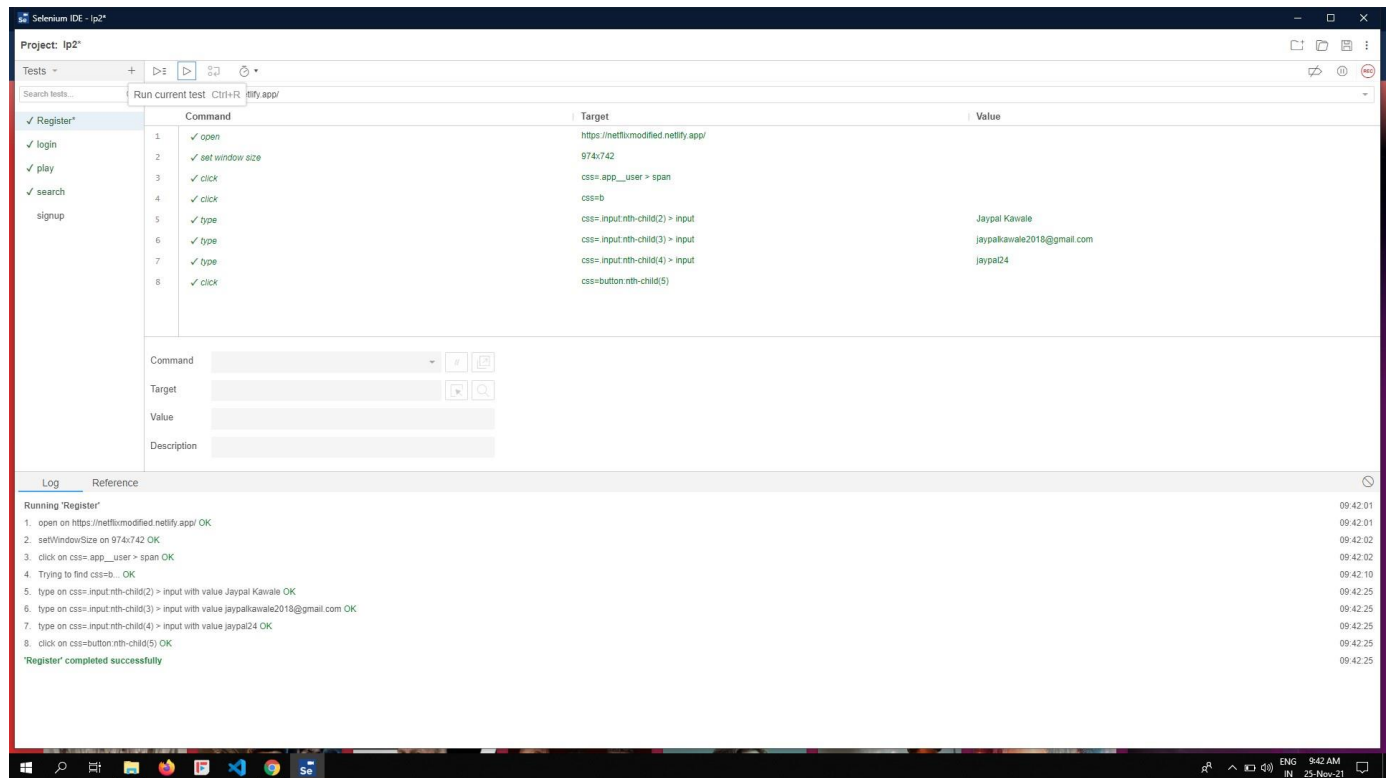 Selenium IDE - lp2*
Project: lp2*
Tests
REC
Search tests...
Run current test Ctrl+R etlify.app/
Command Target Value
✓ Register*
✓ login
✓ play
✓ search
signup
1 ✓ open https://netflixmodified.netlify.app/
2 ✓ set window size 974x742
3 ✓ click css=.app__user > span
4 ✓ click css=b
5 ✓ type css=.input:nth-child(2) > input Jaypal Kawale
6 ✓ type css=.input:nth-child(3) > input jaypalkawale2018@gmail.com
7 ✓ type css=.input:nth-child(4) > input jaypal24
8 ✓ click css=button:nth-child(5)
Command
//
Target
Value
Description
Log Reference
Running 'Register' 09:42:01
1. open on https://netflixmodified.netlify.app/ OK 09:42:01
2. setWindowSize on 974x742 OK 09:42:02
3. click on css=.app__user > span OK 09:42:02
4. Trying to find css=b... OK 09:42:10
5. type on css=.input:nth-child(2) > input with value Jaypal Kawale OK 09:42:25
6. type on css=.input:nth-child(3) > input with value jaypalkawale2018@gmail.com OK 09:42:25
7. type on css=.input:nth-child(4) > input with value jaypal24 OK 09:42:25
8. click on css=button:nth-child(5) OK 09:42:25
'Register' completed successfully 09:42:25
Se
ENG 9:42 AM
IN 25-Nov-21